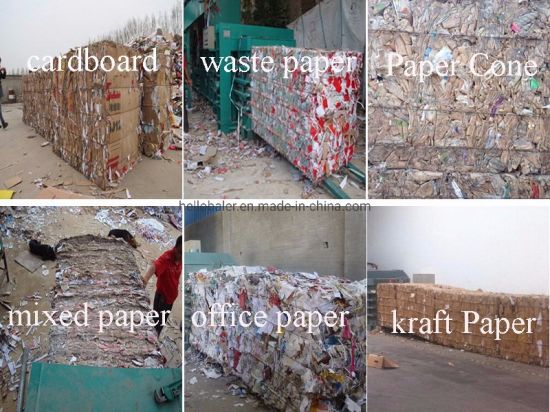 cardboard
waste paper
Paper Cone
hellobaler.en.made-in-china.com
mixed paper
office paper
kraft Paper